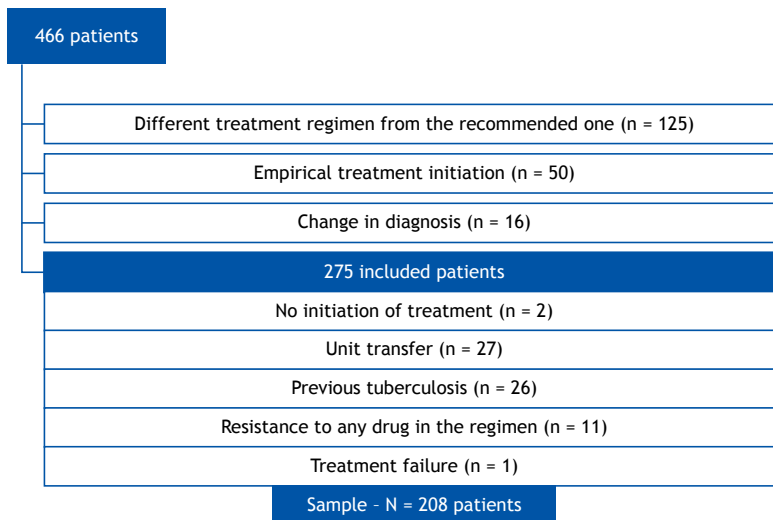 466 patients
Different treatment regimen from the recommended one (n = 125)
Empirical treatment initiation (n = 50)
Change in diagnosis (n = 16)
275 included patients
No initiation of treatment (n = 2)
Unit transfer (n = 27)
Previous tuberculosis (n = 26)
Resistance to any drug in the regimen (n = 11)
Treatment failure (n = 1)
Sample – N = 208 patients